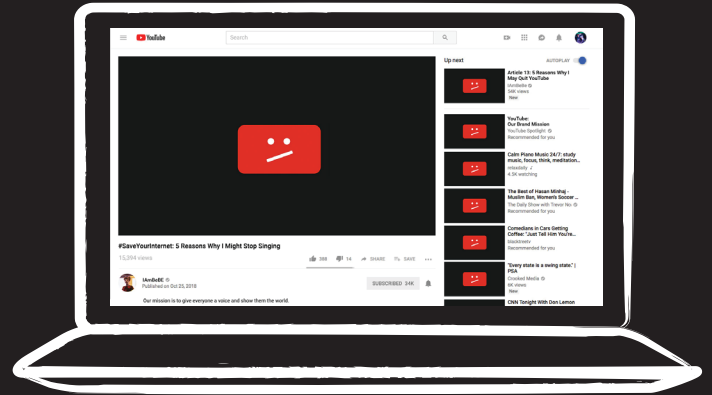 YouTube
Search
#SaveYourInternet: 5 Reasons Why I Might Stop Singing
15,394 views
398
14
SHARE
SAVE
IAmBeBE
Published on Oct 25, 2018
SUBSCRIBED 34K
Our mission is to give everyone a voice and show them the world.
Up next
AUTOPLAY
Article 13: 5 Reasons Why I
May Quit YouTube
IAmBeBe
34K views
New
YouTube:
Our Brand Mission
YouTube Spotlight
Recommended for you
Calm Piano Music 24/7: study
music, focus, think, meditation...
relaxdaily
4.5K watching
The Best of Hasan Minhaj -
Muslim Ban, Women's Soccer ...
The Daily Show with Trevor No
Recommended for you
Comedians in Cars Getting
Coffee: "Just Tell Him You're...
blacktreetv
Recommended for you
"Every state is a swing state." |
PSA
Crooked Media
6K views
New
CNN Tonight With Don Lemon